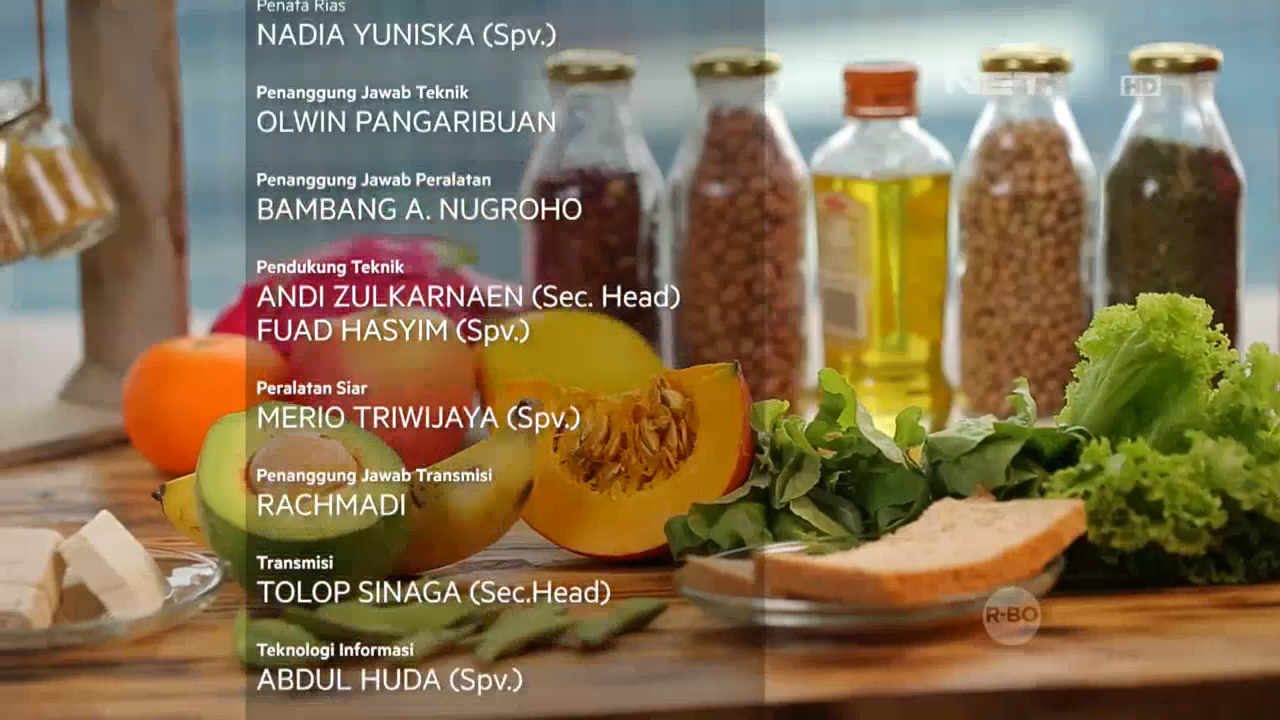 Penata Rias
NADIA YUNISKA (Spv.)
NET.
HD
Penanggung Jawab Teknik
OLWIN PANGARIBUAN
Penanggung Jawab Peralatan
BAMBANG A. NUGROHO
Pendukung Teknik
ANDI ZULKARNAEN (Sec. Head)
FUAD HASYIM (Spv.)
Peralatan Siar
MERIO TRIWIJAYA (Spv.)
Penanggung Jawab Transmisi
RACHMADI
Transmisi
TOLOP SINAGA (Sec.Head)
R-BO
Teknologi Informasi
ABDUL HUDA (Spv.)